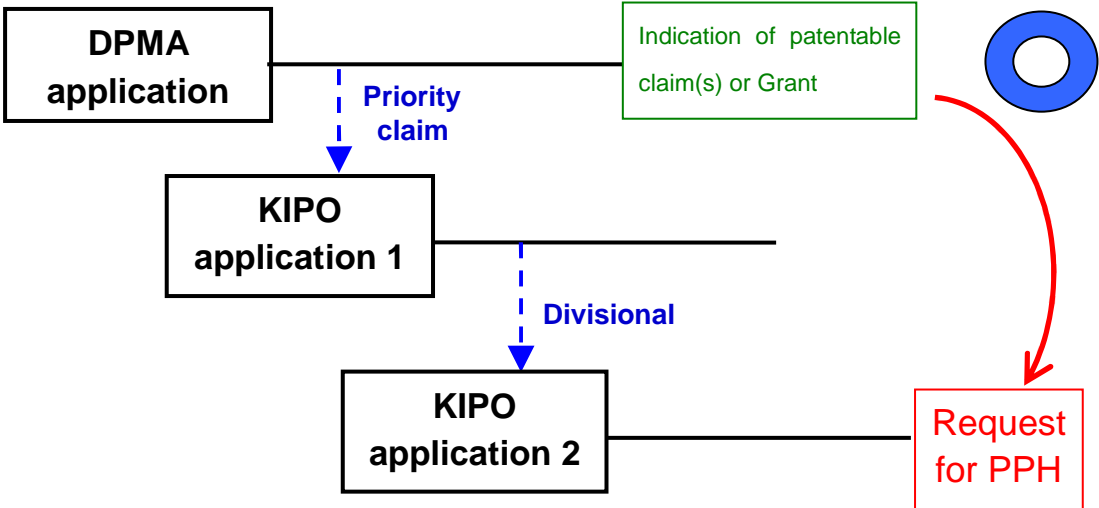 DPMA
application
Indication of patentable
claim(s) or Grant
Priority
claim
KIPO
application 1
Divisional
KIPO
application 2
Request
for PPH